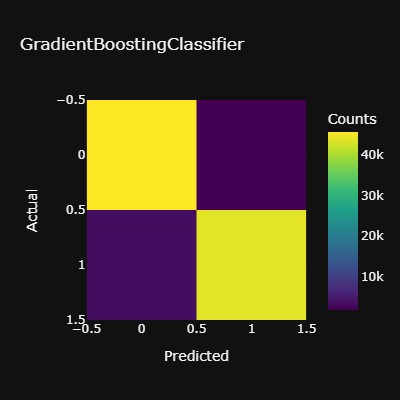 GradientBoostingClassifier
Counts
−0.5
0
0.5
1
1.5
Actual
40k
30k
20k
10k
−0.5
0
0.5
1
1.5
Predicted